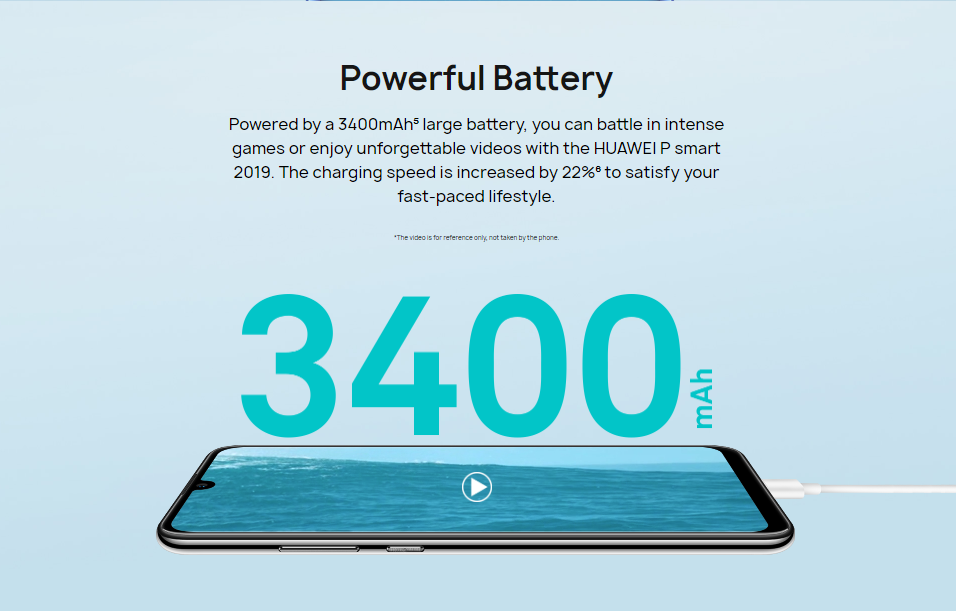 Powerful Battery
Powered by a 3400mAh⁵ large battery, you can battle in intense
games or enjoy unforgettable videos with the HUAWEI P smart
2019. The charging speed is increased by 22%⁶ to satisfy your
fast-paced lifestyle.
*The video is for reference only, not taken by the phone.
3400
mAh